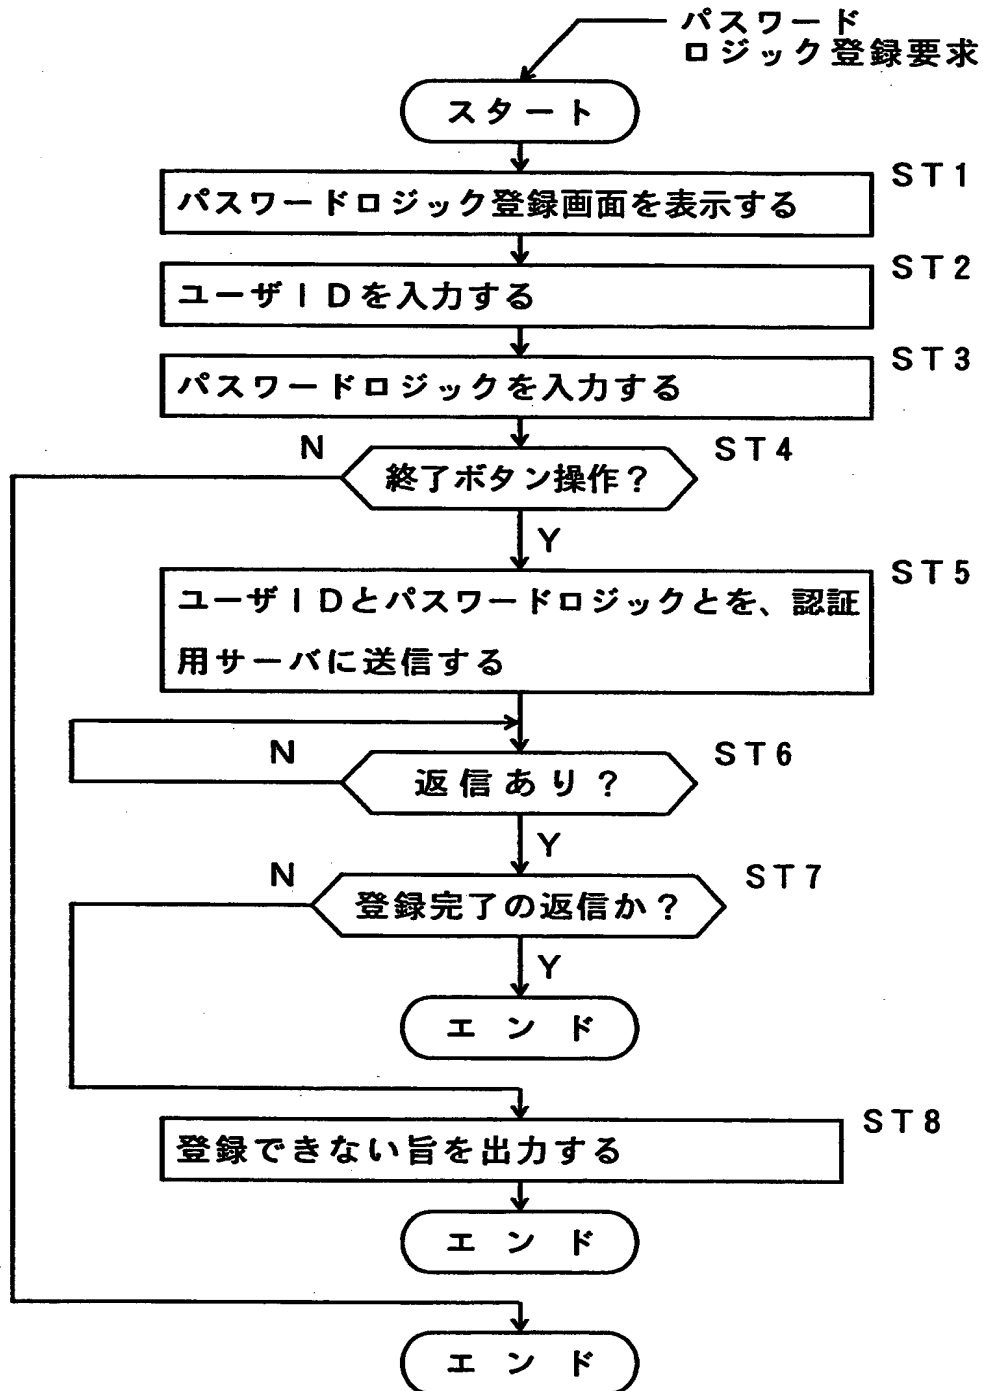 パスワード
ロジック登録要求
スタート
ST1
パスワードロジック登録画面を表示する
ST2
ユーザIDを入力する
ST3
パスワードロジックを入力する
N
ST4
終了ボタン操作?
Y
ST5
ユーザIDとパスワードロジックとを、認証
用サーバに送信する
N
ST6
返信あり?
Y
N
ST7
登録完了の返信か?
Y
エンド
ST8
登録できない旨を出力する
エンド
エンド